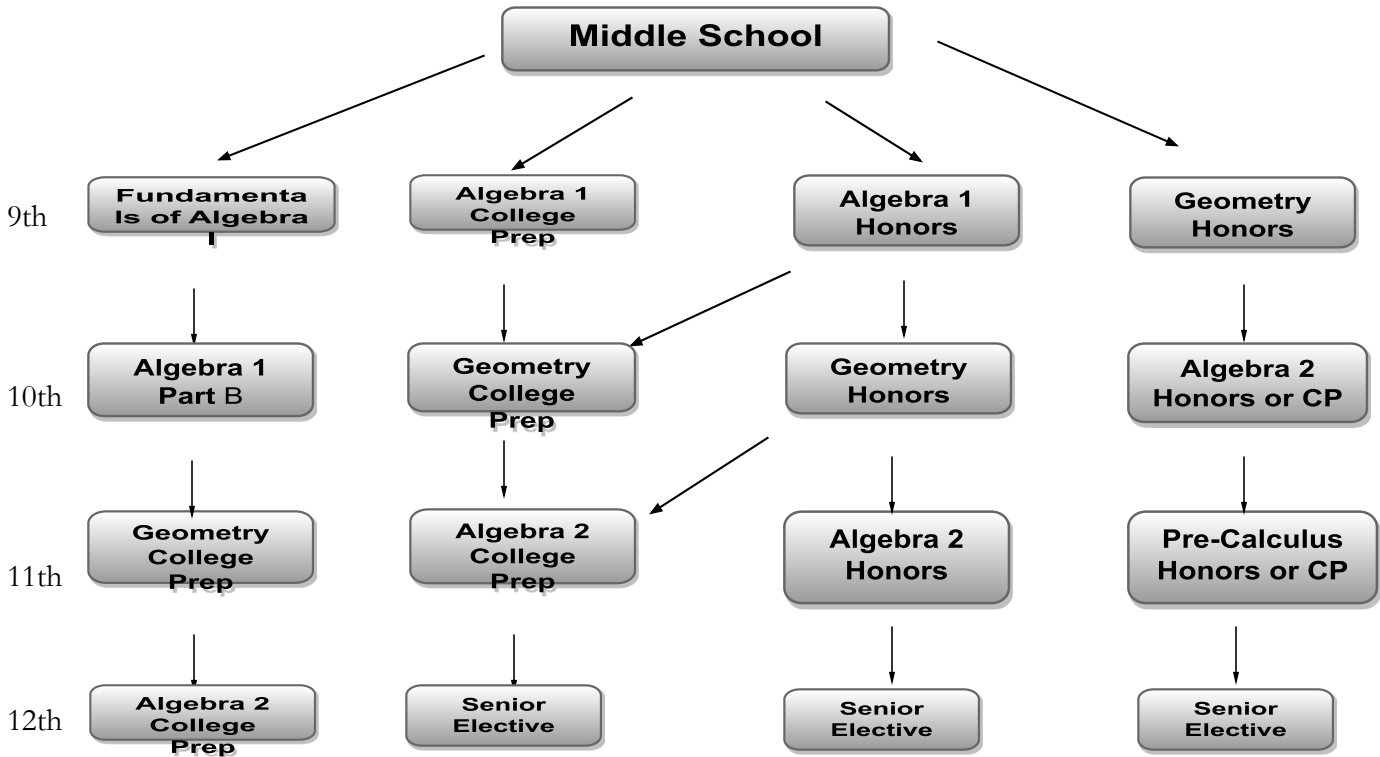 Middle School
9th
Fundamenta
ls of Algebra
I
Algebra 1
College
Prep
Algebra 1
Honors
Geometry
Honors
10th
Algebra 1
Part B
Geometry
College
Prep
Geometry
Honors
Algebra 2
Honors or CP
11th
Geometry
College
Prep
Algebra 2
College
Prep
Algebra 2
Honors
Pre-Calculus
Honors or CP
12th
Algebra 2
College
Prep
Senior
Elective
Senior
Elective
Senior
Elective